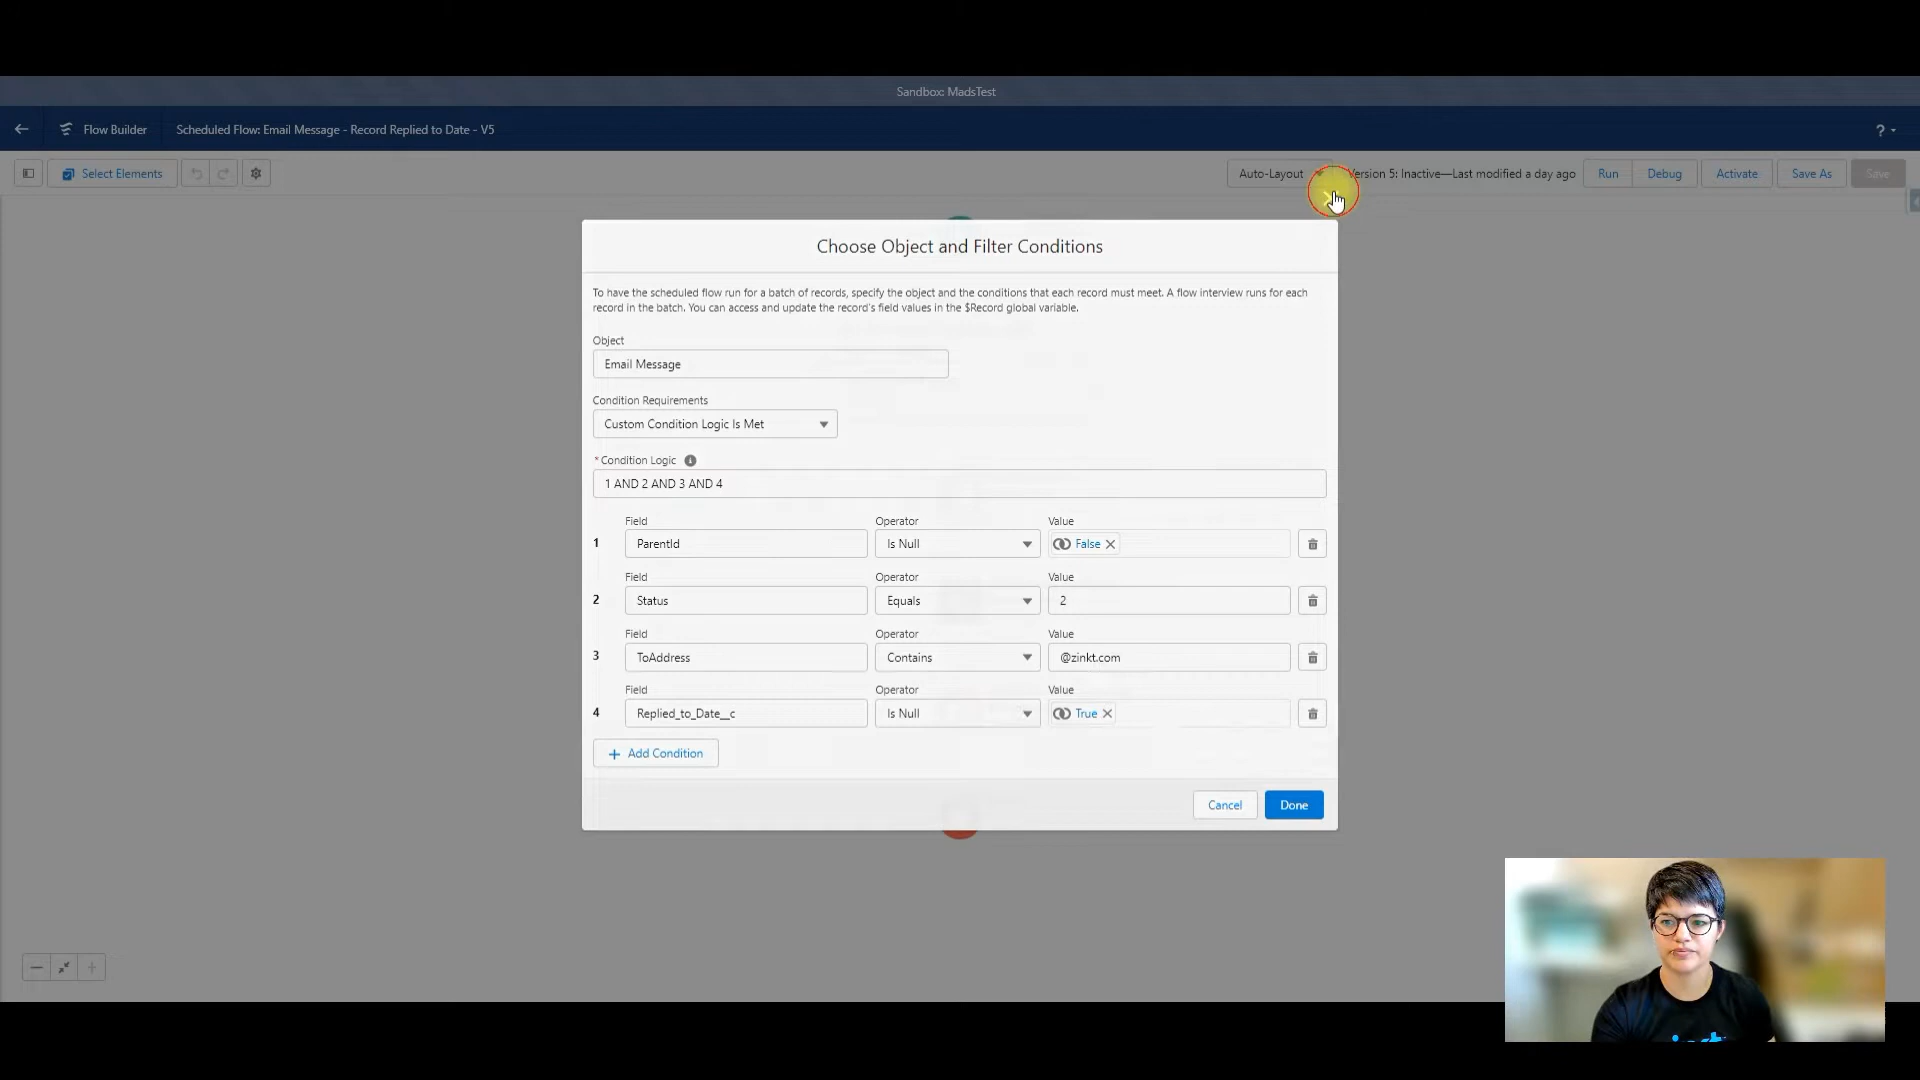 Sandbox: MadsTest
Flow Builder Scheduled Flow: Email Message - Record Replied to Date - V5 ?
Select Elements Auto-Layout Version 5: Inactive—Last modified a day ago Run Debug Activate Save As Save
Choose Object and Filter Conditions
To have the scheduled flow run for a batch of records, specify the object and the conditions that each record must meet. A flow interview runs for each
record in the batch. You can access and update the record's field values in the $Record global variable.
Object
Email Message
Condition Requirements
Custom Condition Logic Is Met
*Condition Logic
1 AND 2 AND 3 AND 4
Field Operator Value
1 ParentId Is Null False
Field Operator Value
2 Status Equals 2
Field Operator Value
3 ToAddress Contains @zinkt.com
Field Operator Value
4 Replied_to_Date__c Is Null True
+ Add Condition
Cancel Done